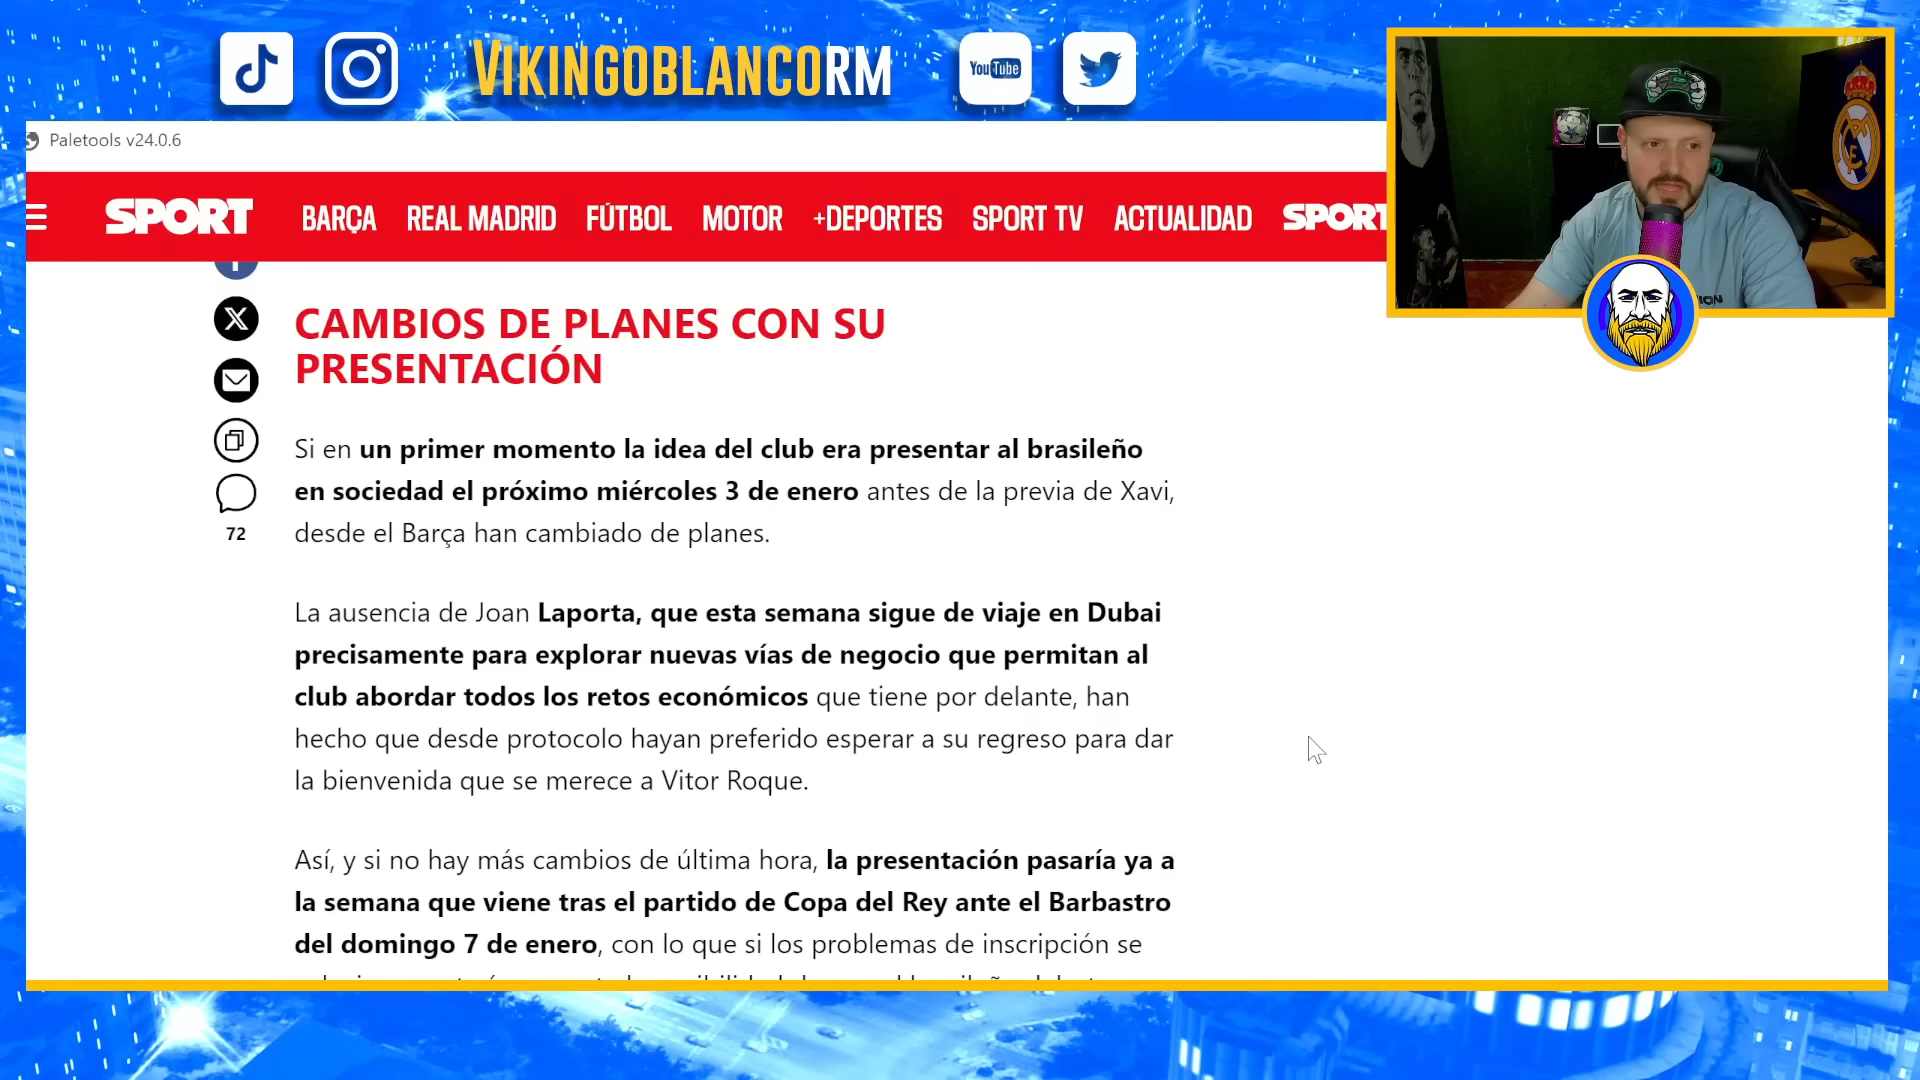 VIKINGOBLANCORM
You Tube
Paletools v24.0.6
SPORT BARÇA REAL MADRID FÚTBOL MOTOR +DEPORTES SPORT TV ACTUALIDAD SPORT
CAMBIOS DE PLANES CON SU
PRESENTACIÓN
Si en un primer momento la idea del club era presentar al brasileño
en sociedad el próximo miércoles 3 de enero antes de la previa de Xavi,
desde el Barça han cambiado de planes.
72
La ausencia de Joan Laporta, que esta semana sigue de viaje en Dubai
precisamente para explorar nuevas vías de negocio que permitan al
club abordar todos los retos económicos que tiene por delante, han
hecho que desde protocolo hayan preferido esperar a su regreso para dar
la bienvenida que se merece a Vitor Roque.
Así, y si no hay más cambios de última hora, la presentación pasaría ya a
la semana que viene tras el partido de Copa del Rey ante el Barbastro
del domingo 7 de enero, con lo que si los problemas de inscripción se